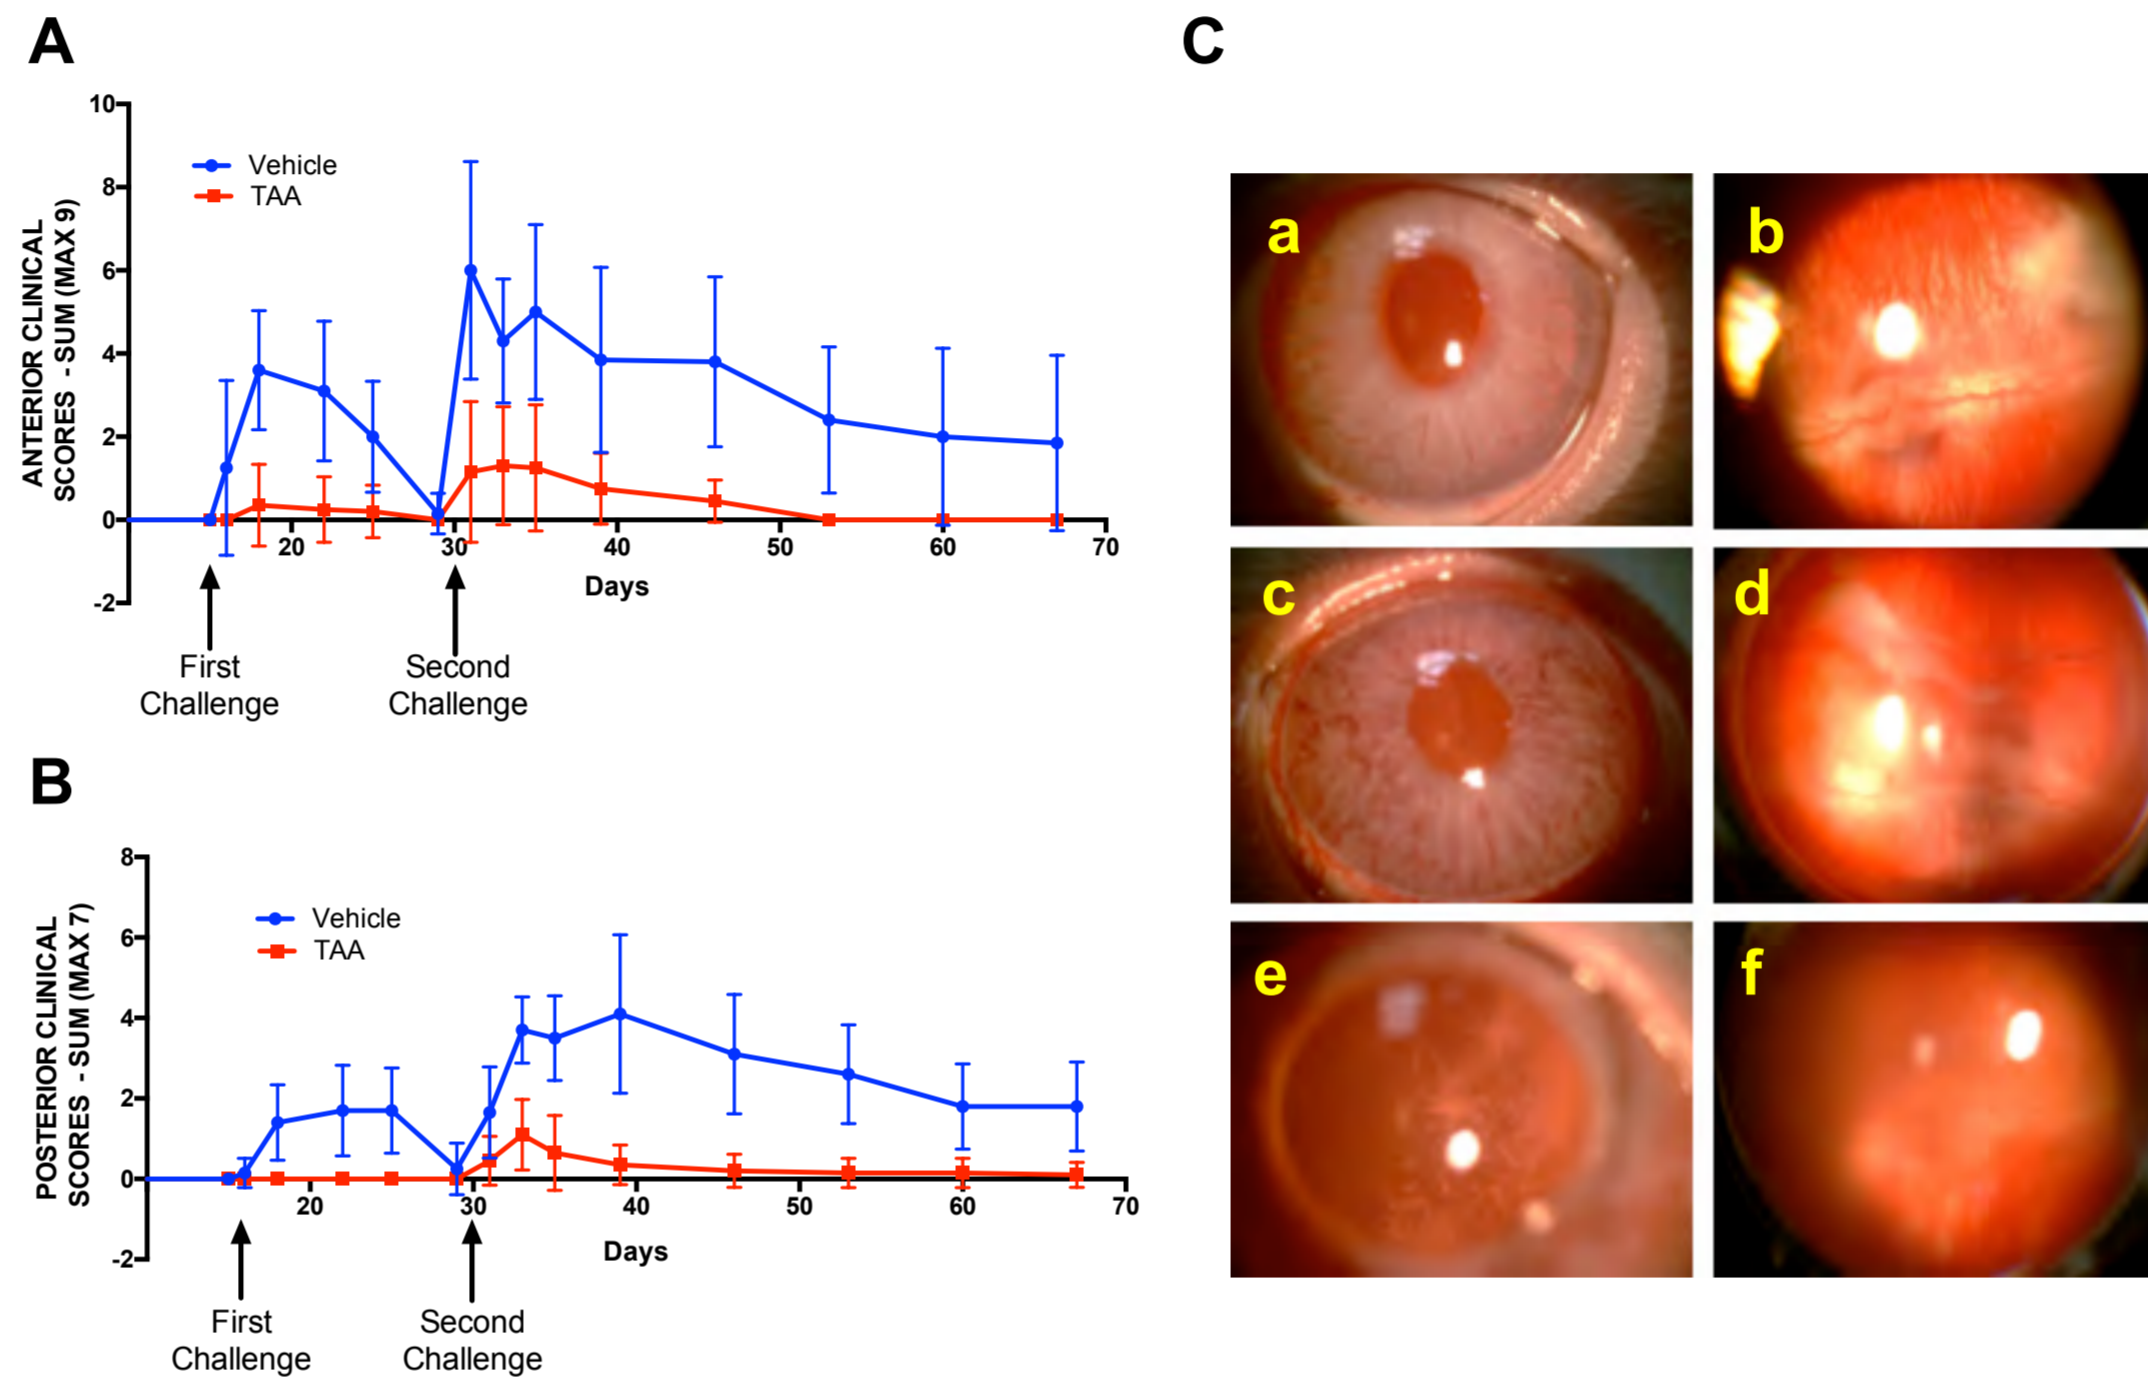 A
10
8
6
4
2
0
-2
ANTERIOR CLINICAL
SCORES - SUM (MAX 9)
Vehicle
TAA
20
30
40
50
60
70
Days
First
Challenge
Second
Challenge
B
8
6
4
2
0
-2
POSTERIOR CLINICAL
SCORES - SUM (MAX 7)
Vehicle
TAA
20
30
40
50
60
70
Days
First
Challenge
Second
Challenge
C
a
b
c
d
e
f